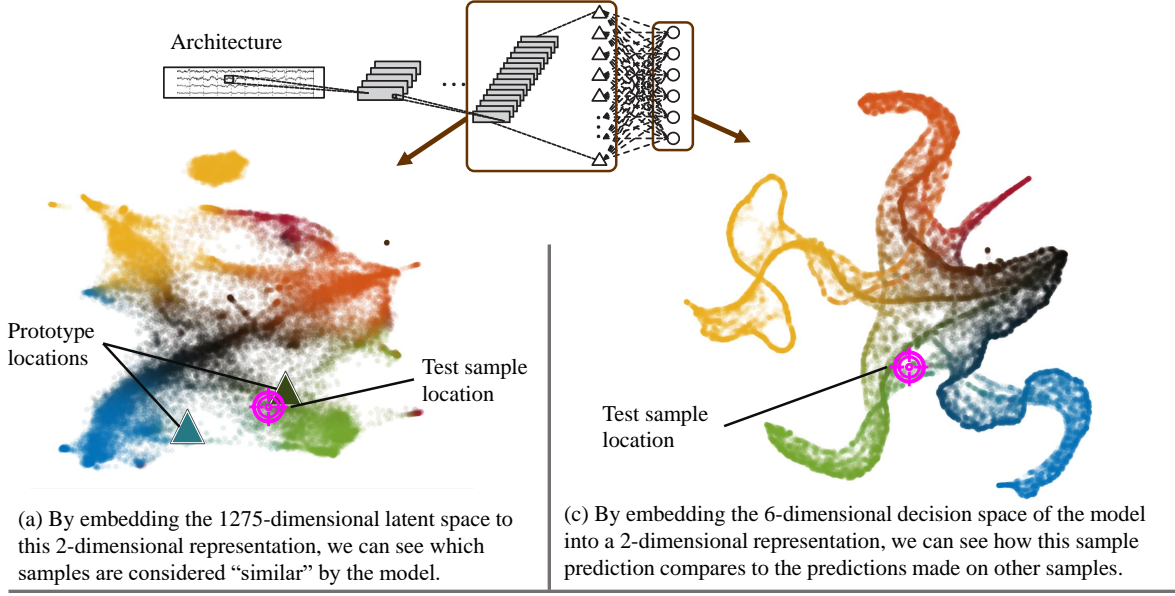 Architecture
Prototype
locations
Test sample
location
Test sample
location
(a) By embedding the 1275-dimensional latent space to
this 2-dimensional representation, we can see which
samples are considered “similar” by the model.
(c) By embedding the 6-dimensional decision space of the model
into a 2-dimensional representation, we can see how this sample
prediction compares to the predictions made on other samples.